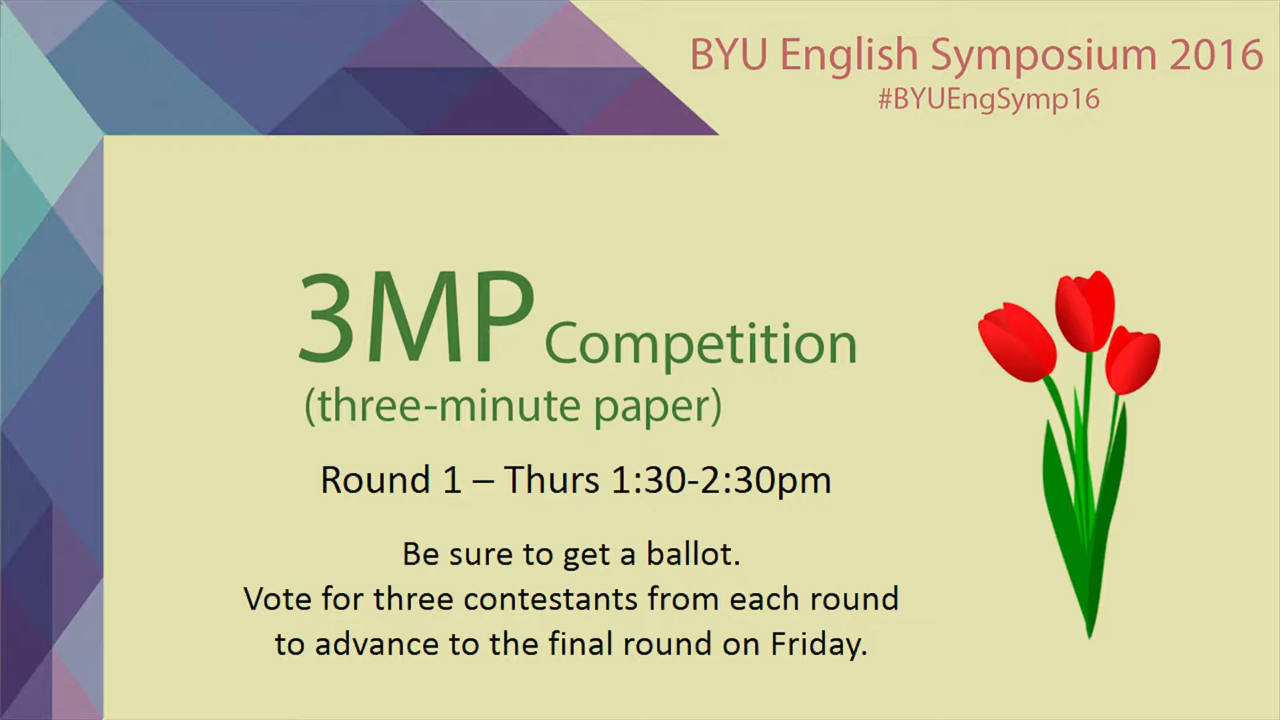 BYU English Symposium 2016
#BYUEngSymp16
3MP Competition
(three-minute paper)
Round 1 – Thurs 1:30-2:30pm
Be sure to get a ballot.
Vote for three contestants from each round
to advance to the final round on Friday.